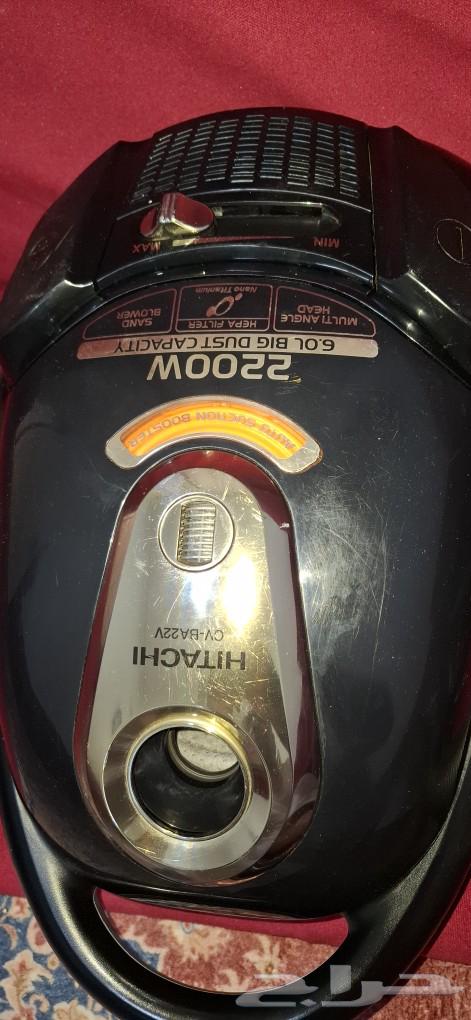 HITACHI
CV-BA22V
AUTO SUCTION BOOSTER
2200W
6.0L BIG DUST CAPACITY
MULTI ANGLE HEAD
HEPA FILTER
Nano Titanium
SAND BLOWER
MIN
MAX
حراج